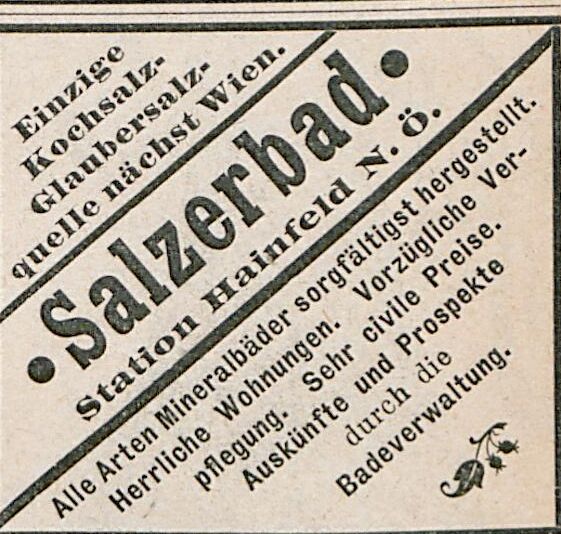 Einzige
Kochsalz-
Glaubersalz-
quelle nächst Wien.
• Salzerbad •
Station Hainfeld N. Ö.
Alle Arten Mineralbäder sorgfältigst hergestellt.
Herrliche Wohnungen. Vorzügliche Ver-
pflegung. Sehr civile Preise.
Auskünfte und Prospekte
durch die
Badeverwaltung.